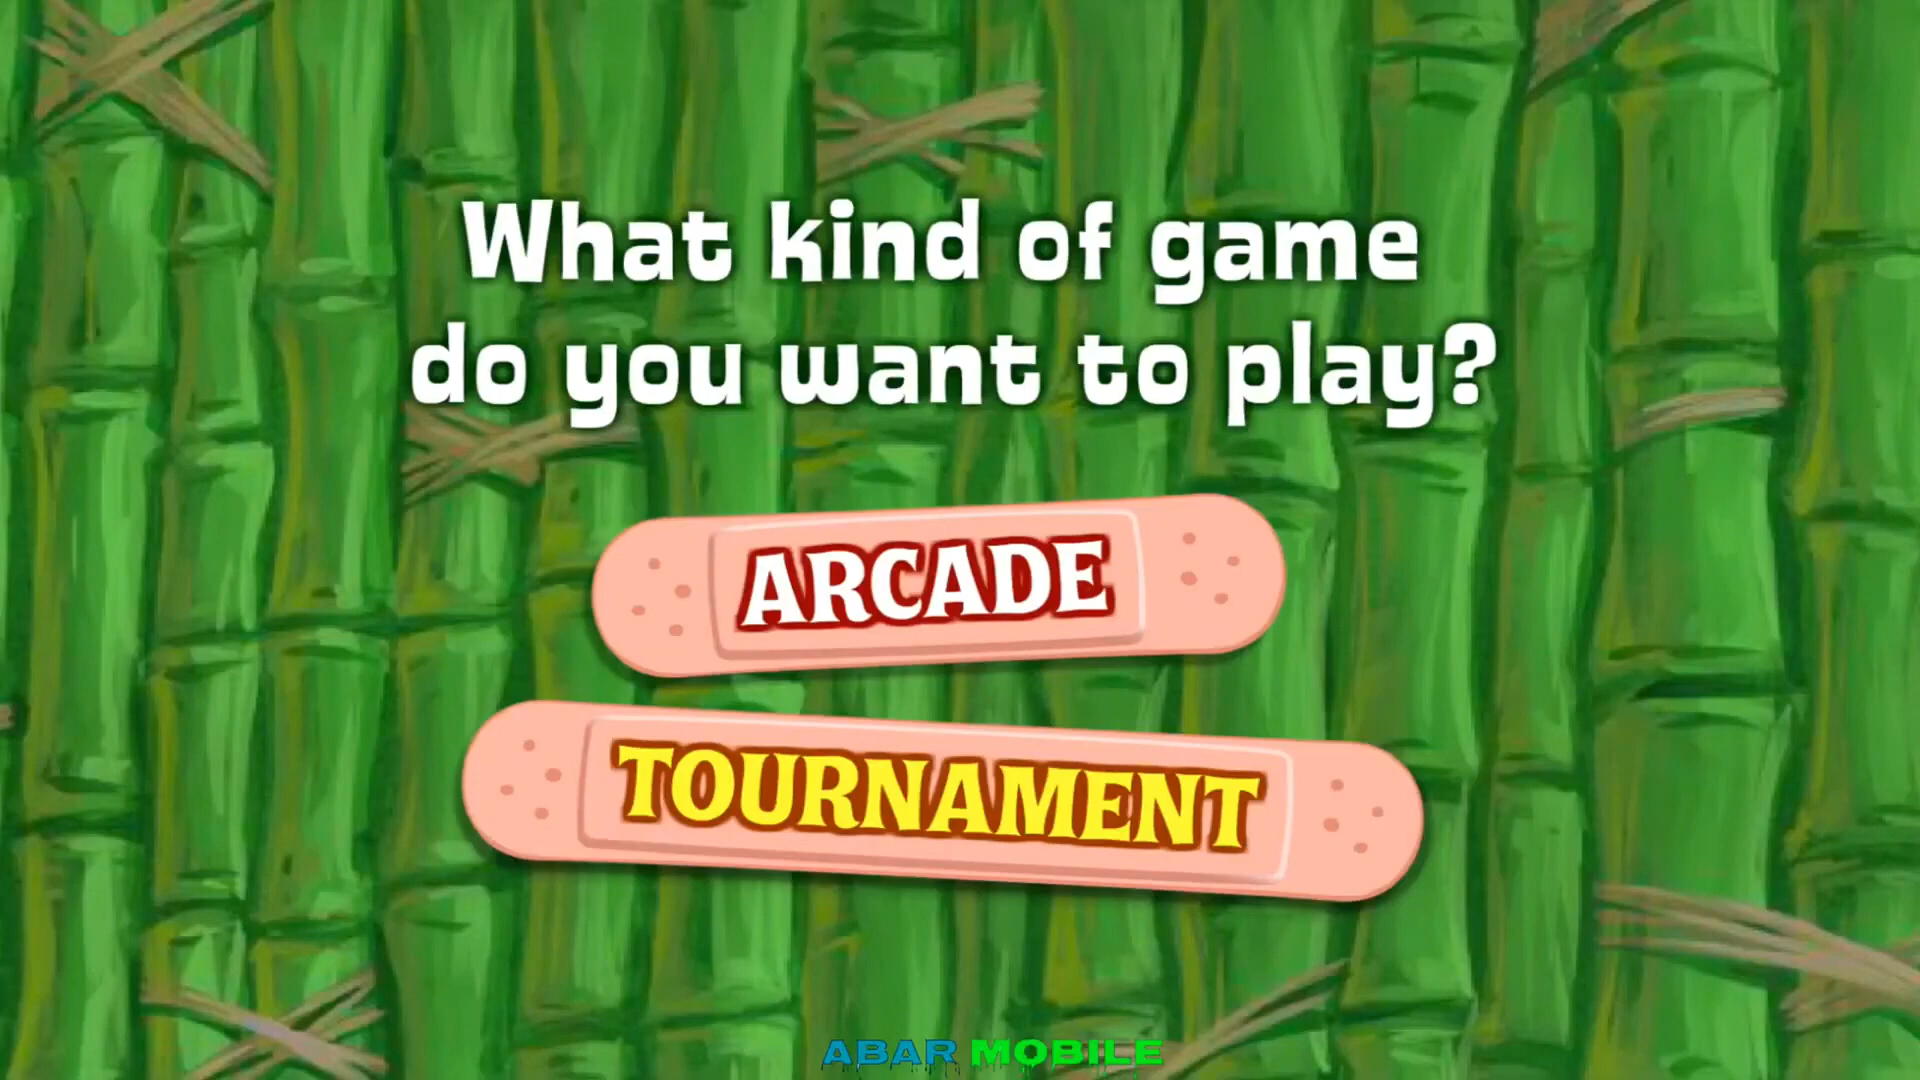 What kind of game
do you want to play?
ARCADE
TOURNAMENT
ABAR MOBILE